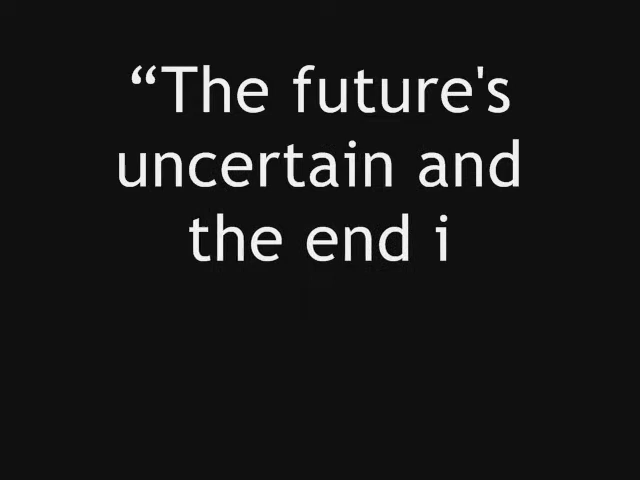 “The future's
uncertain and
the end i